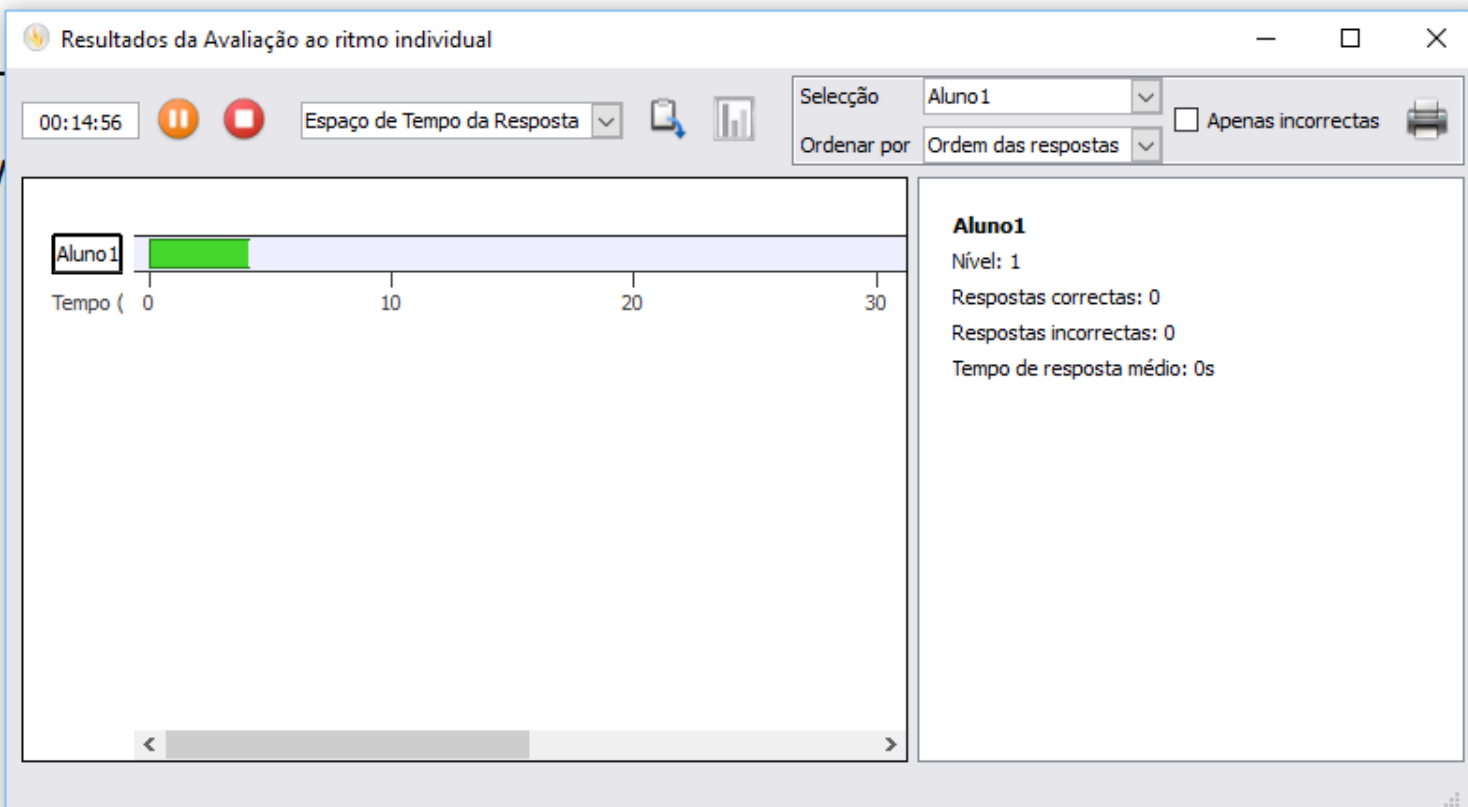 Resultados da Avaliação ao ritmo individual
00:14:56
Espaço de Tempo da Resposta
Selecção
Aluno1
Ordenar por
Ordem das respostas
Apenas incorrectas
Aluno1
Tempo ( 0 10 20 30
Aluno1
Nível: 1
Respostas correctas: 0
Respostas incorrectas: 0
Tempo de resposta médio: 0s